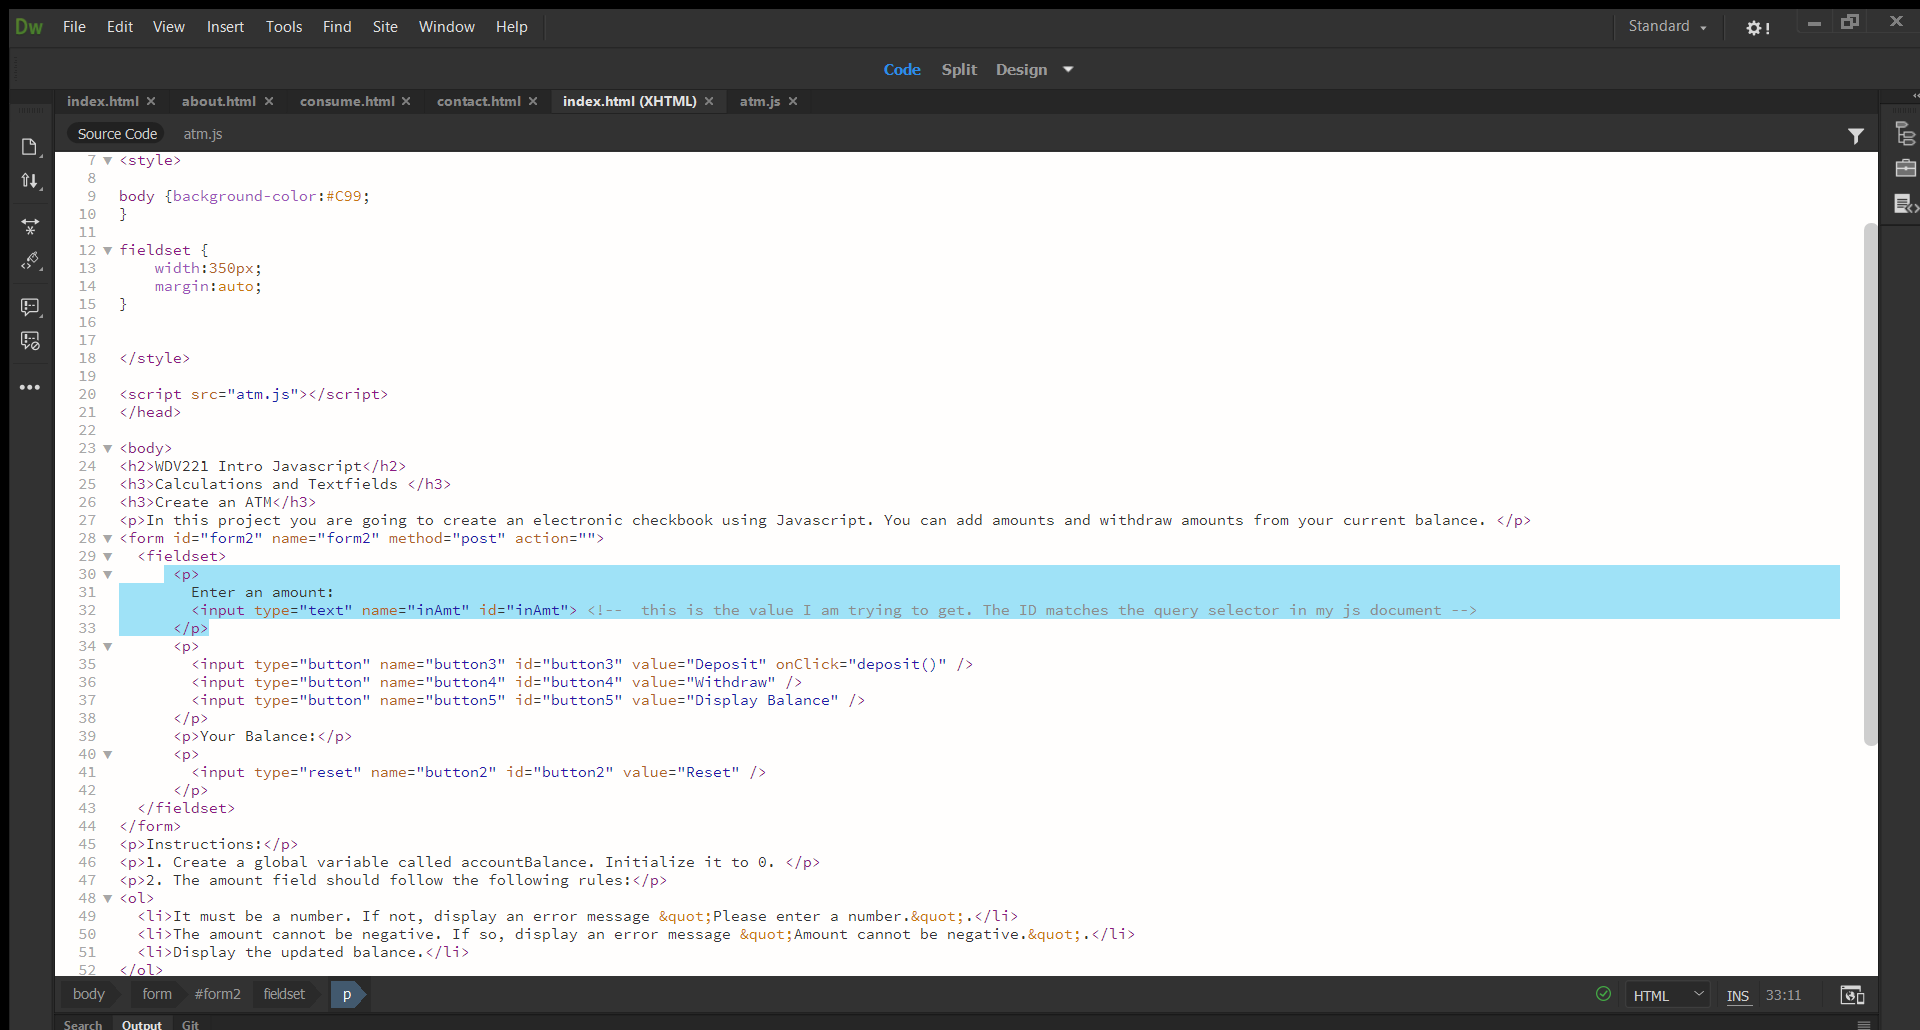 Dw File Edit View Insert Tools Find Site Window Help Standard !
Code Split Design
index.html about.html consume.html contact.html index.html (XHTML) atm.js
Source Code atm.js
7 <style>
8
9 body {background-color:#C99;
10 }
11
12 fieldset {
13 width:350px;
14 margin:auto;
15 }
16
17
18 </style>
19
20 <script src="atm.js"></script>
21 </head>
22
23 <body>
24 <h2>WDV221 Intro Javascript</h2>
25 <h3>Calculations and Textfields </h3>
26 <h3>Create an ATM</h3>
27 <p>In this project you are going to create an electronic checkbook using Javascript. You can add amounts and withdraw amounts from your current balance. </p>
28 <form id="form2" name="form2" method="post" action="">
29 <fieldset>
30 <p>
31 Enter an amount:
32 <input type="text" name="inAmt" id="inAmt"> <!--  this is the value I am trying to get. The ID matches the query selector in my js document -->
33 </p>
34 <p>
35 <input type="button" name="button3" id="button3" value="Deposit" onClick="deposit()" />
36 <input type="button" name="button4" id="button4" value="Withdraw" />
37 <input type="button" name="button5" id="button5" value="Display Balance" />
38 </p>
39 <p>Your Balance:</p>
40 <p>
41 <input type="reset" name="button2" id="button2" value="Reset" />
42 </p>
43 </fieldset>
44 </form>
45 <p>Instructions:</p>
46 <p>1. Create a global variable called accountBalance. Initialize it to 0. </p>
47 <p>2. The amount field should follow the following rules:</p>
48 <ol>
49 <li>It must be a number. If not, display an error message &quot;Please enter a number.&quot;.</li>
50 <li>The amount cannot be negative. If so, display an error message &quot;Amount cannot be negative.&quot;.</li>
51 <li>Display the updated balance.</li>
52 </ol>
body form #form2 fieldset p HTML INS 33:11
Search Output Git